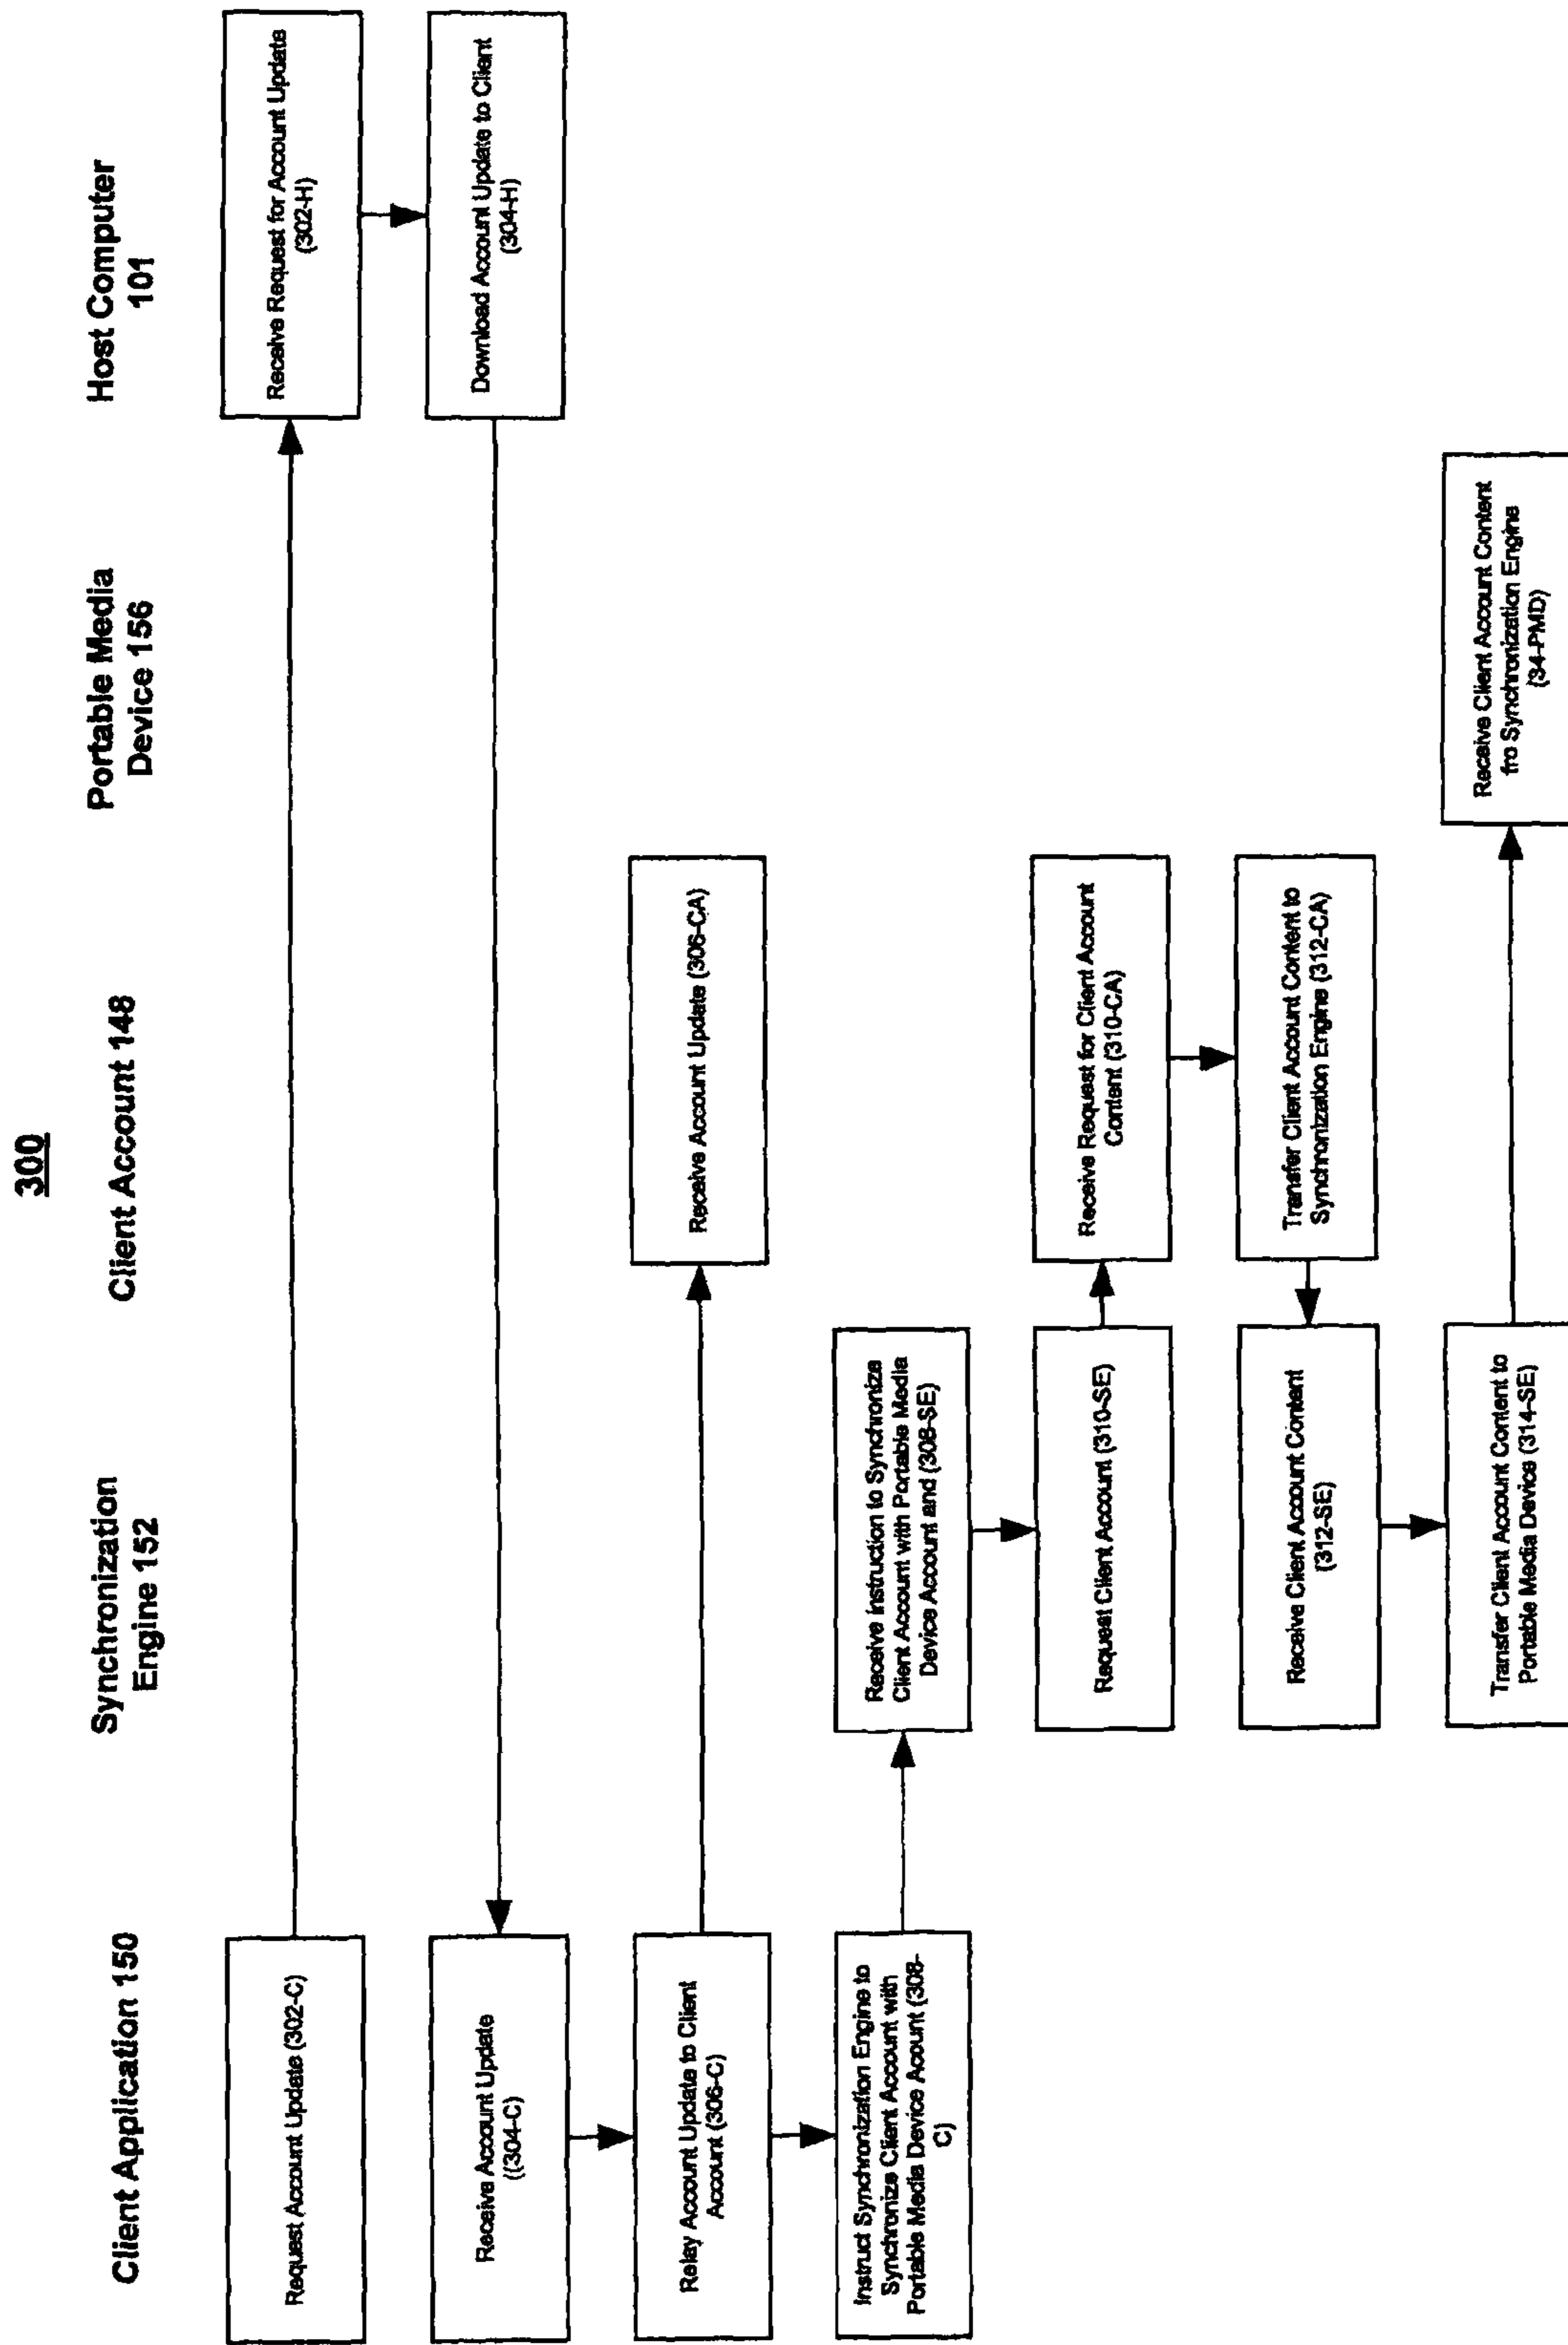 300
Client Application 150
Synchronization
Engine 152
Client Account 148
Portable Media
Device 156
Host Computer
101
Request Account Update (302-C)
Receive Request for Account Update
(302-H)
Receive Account Update
((304-C)
Download Account Update to Client
(304-H)
Relay Account Update to Client
Account (306-C)
Receive Account Update (306-CA)
Instruct Synchronization Engine to
Synchronize Client Account with
Portable Media Device Account (308-
C)
Receive instruction to Synchronize
Client Account with Portable Media
Device Account and (308-SE)
Request Client Account (310-SE)
Receive Request for Client Account
Content (310-CA)
Receive Client Account Content
(312-SE)
Transfer Client Account Content to
Synchronization Engine (312-CA)
Transfer Client Account Content to
Portable Media Device (314-SE)
Receive Client Account Content
fro Synchronization Engine
(34-PMD)